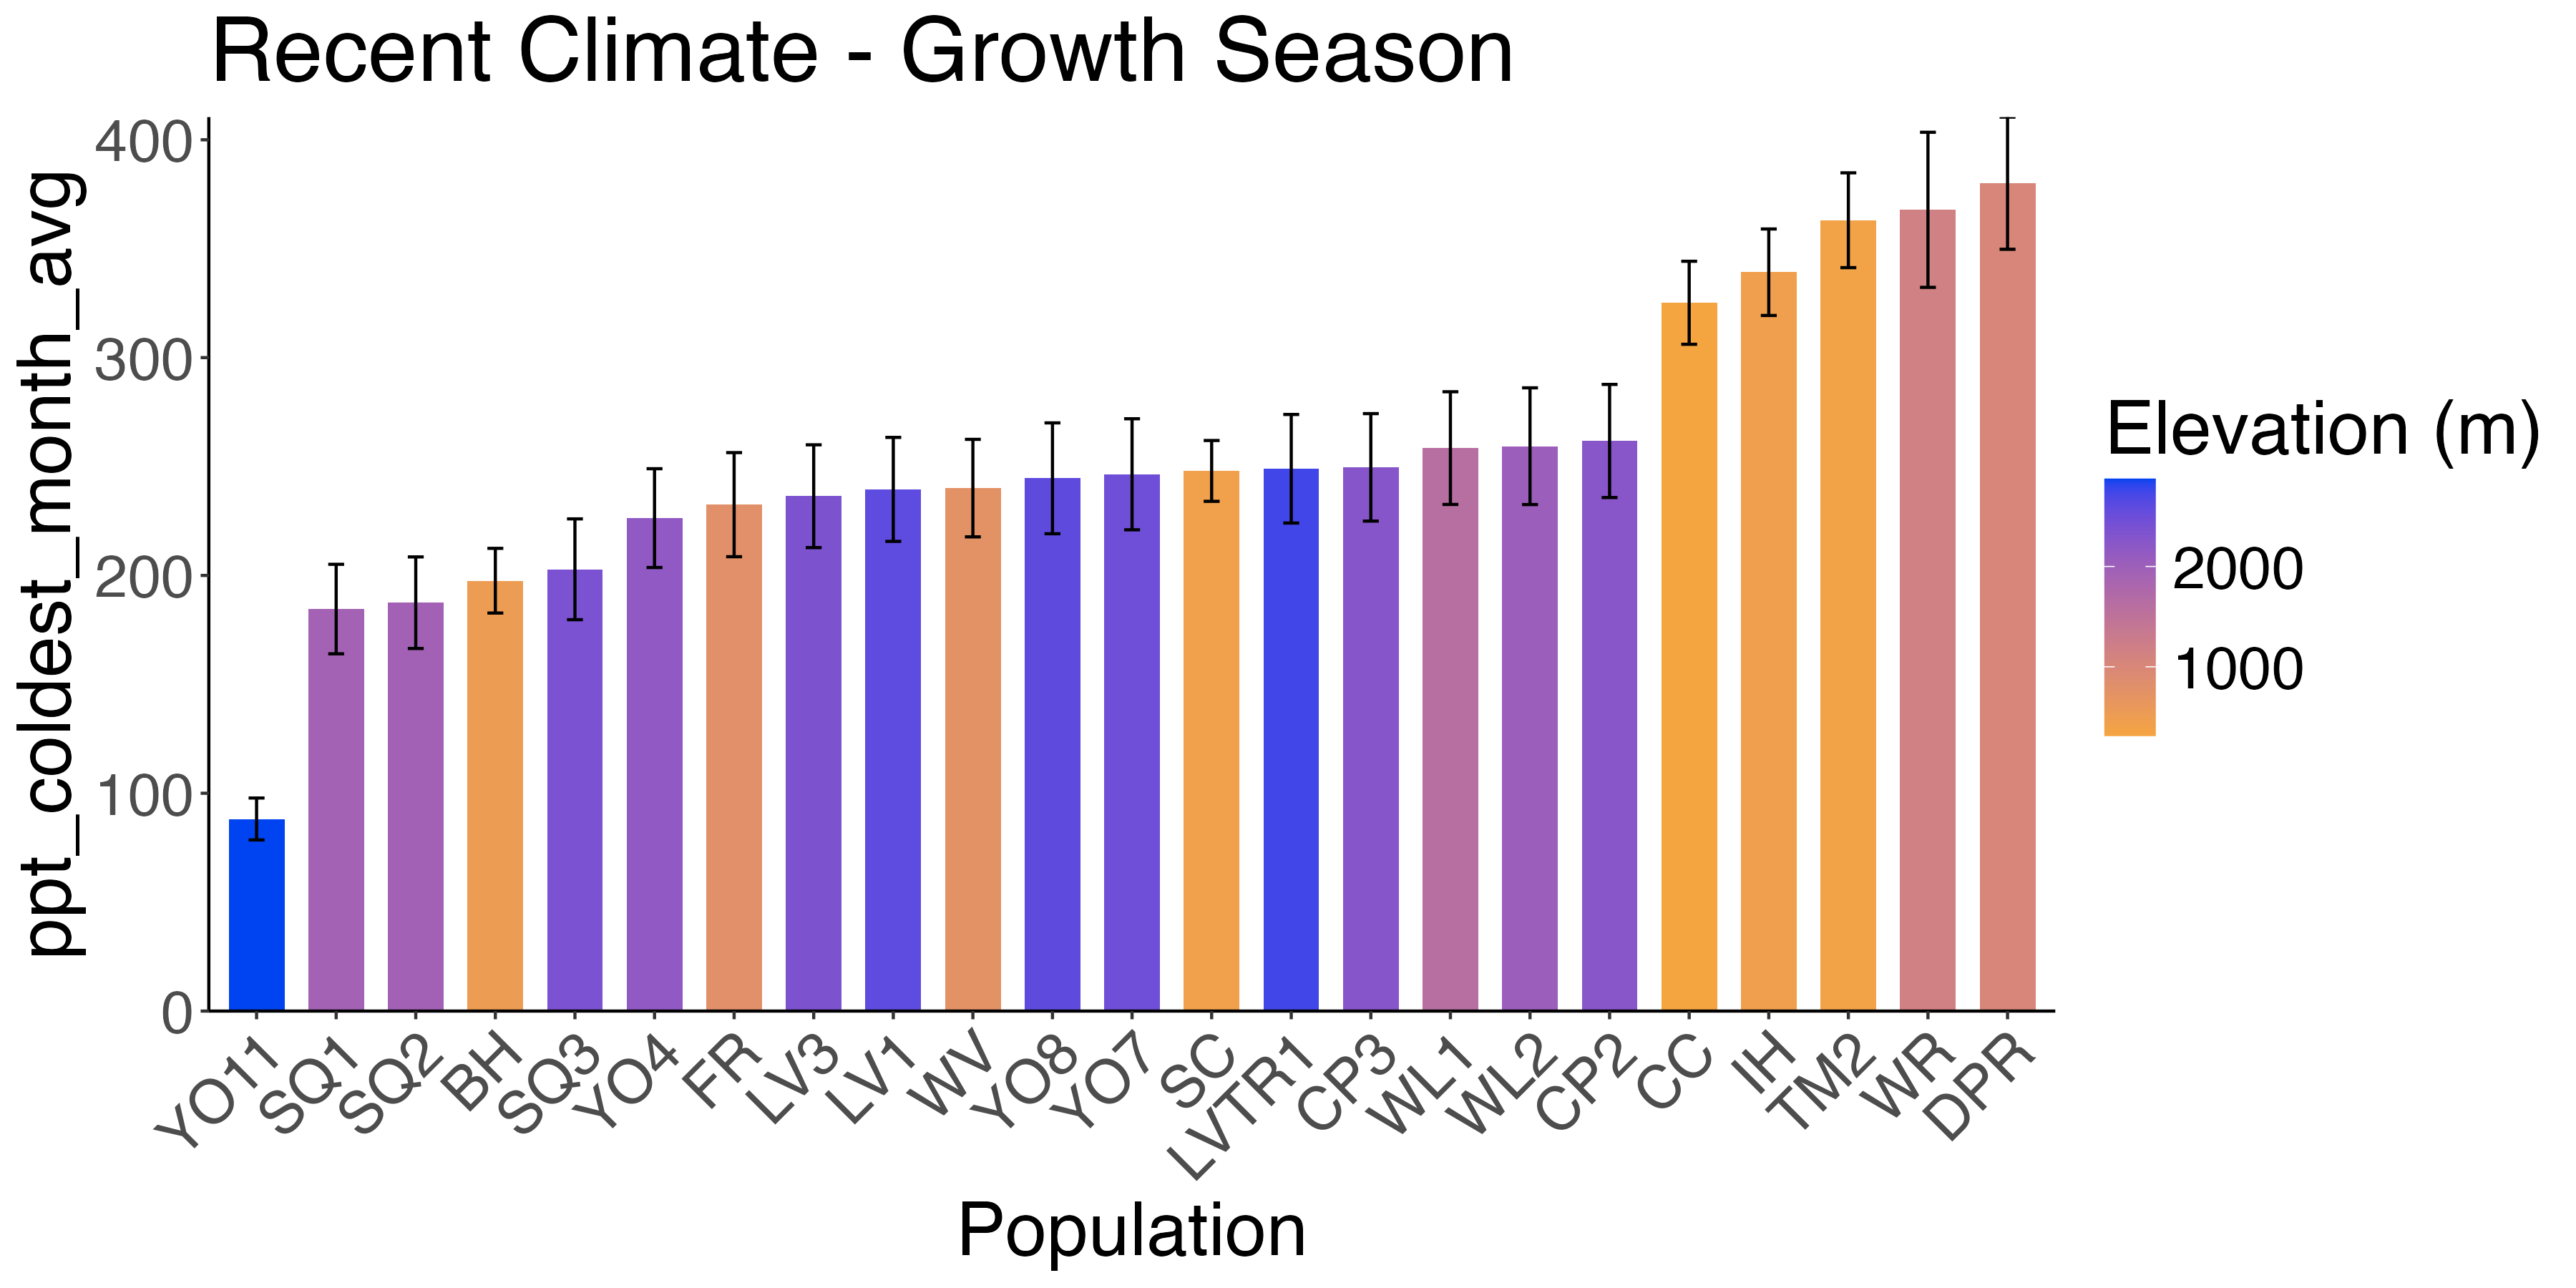 Recent Climate - Growth Season
ppt_coldest_month_avg
400
300
200
100
0
YO11
SQ1
SQ2
BH
SQ3
YO4
FR
LV3
LV1
WV
YO8
YO7
SC
LVTR1
CP3
WL1
WL2
CP2
CC
IH
TM2
WR
DPR
Population
Elevation (m)
2000
1000